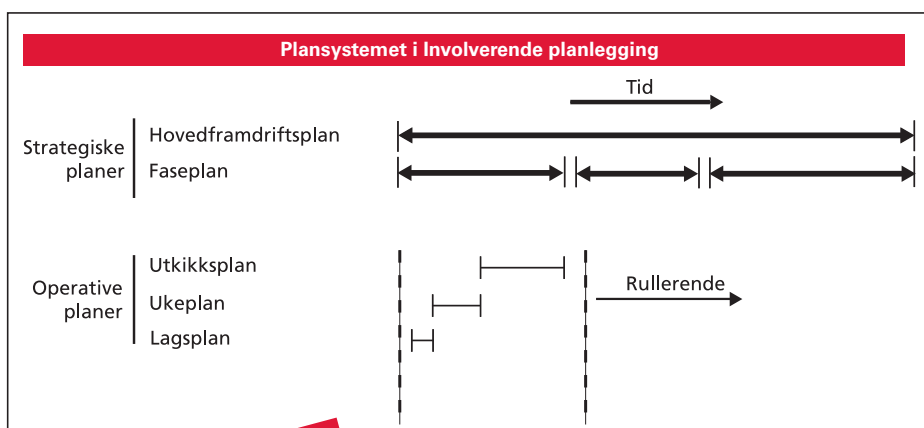 Plansystemet i Involverende planlegging
Tid
Strategiske
planer
Hovedframdriftsplan
Faseplan
Operative
planer
Utkikksplan
Ukeplan
Lagsplan
Rullerende